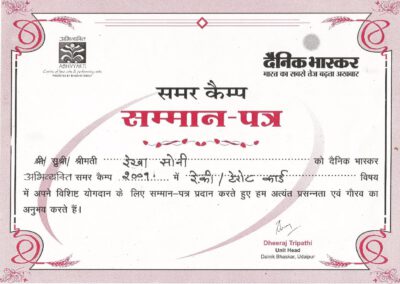 अभिव्यक्ति
ABHIVYAKTI
Centre of fine arts & performing arts
दैनिक भास्कर
भारत का सबसे तेज बढ़ता अखबार
समर कैम्प
सम्मान-पत्र
श्री/ सुश्री/ श्रीमती रेखा सोनी को दैनिक भास्कर
अभिव्यक्ति समर कैम्प २००९ में रेकी / टेरोट कार्ड विषय
में अपने विशिष्ट योगदान के लिए सम्मान-पत्र प्रदान करते हुए हम अत्यंत प्रसन्नता एवं गौरव का
अनुभव करते हैं।
Dheeraj Tripathi
Unit Head
Dainik Bhaskar, Udaipur